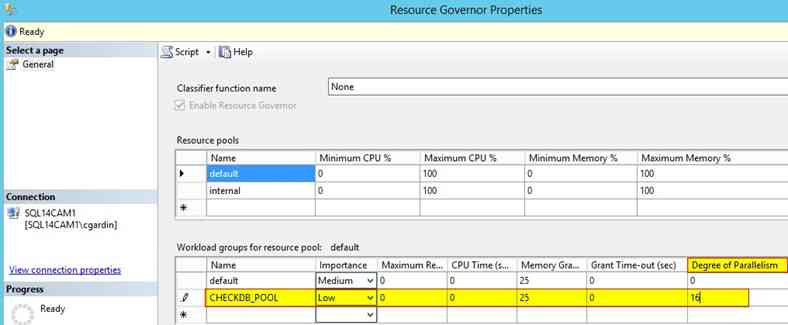 Resource Governor Properties
Ready
Select a page
General
Script
Help
Classifier function name
None
Enable Resource Governor
Resource pools
Name Minimum CPU % Maximum CPU % Minimum Memory % Maximum Memory %
default 0 100 0 100
internal 0 100 0 100
Connection
SQL14CAM1
[SQL14CAM1\cgardin]
View connection properties
Progress
Ready
Workload groups for resource pool: default
Name Importance Maximum Re... CPU Time (s... Memory Gra... Grant Time-out (sec) Degree of Parallelism
default Medium 0 0 25 0 0
CHECKDB_POOL Low 0 0 25 0 16